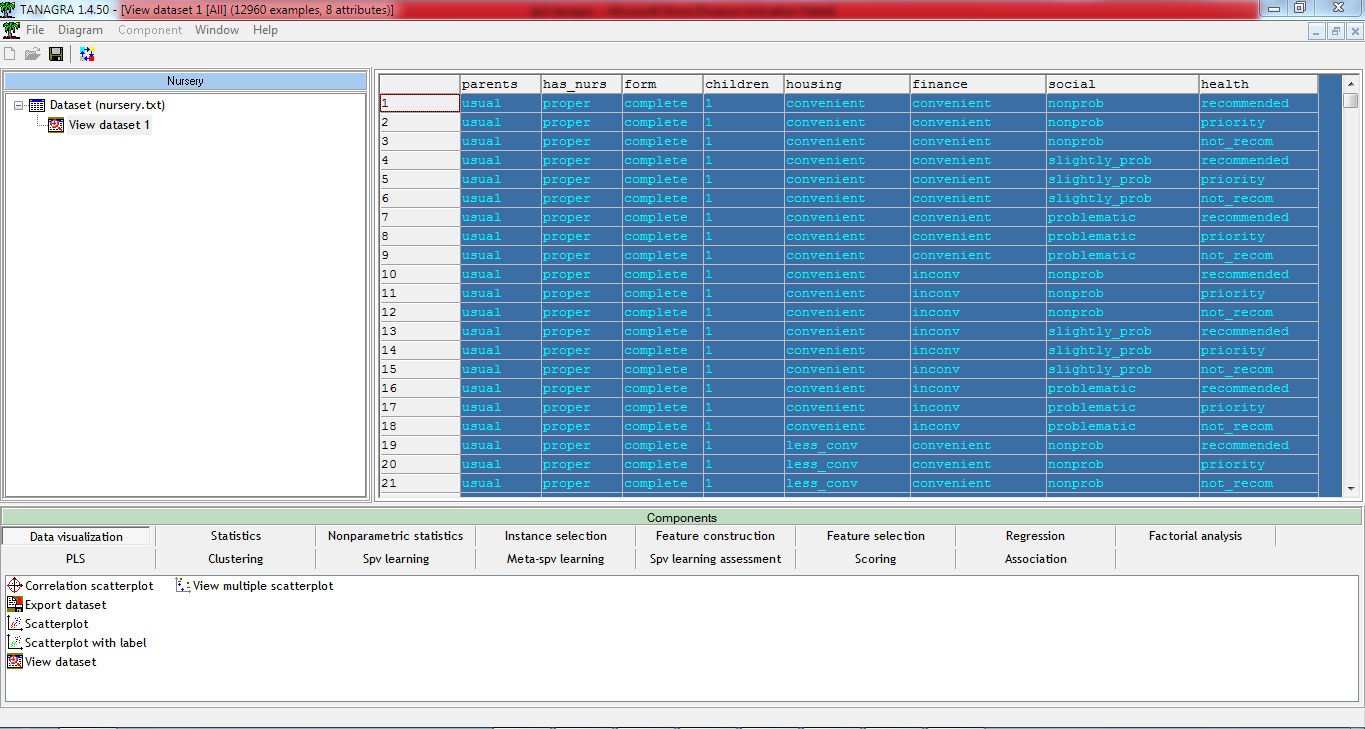 TANAGRA 1.4.50 - [View dataset 1 [All] (12960 examples, 8 attributes)]
File Diagram Component Window Help
Nursery
Dataset (nursery.txt)
View dataset 1
parents has_nurs form children housing finance social health
1 usual proper complete 1 convenient convenient nonprob recommended
2 usual proper complete 1 convenient convenient nonprob priority
3 usual proper complete 1 convenient convenient nonprob not_recom
4 usual proper complete 1 convenient convenient slightly_prob recommended
5 usual proper complete 1 convenient convenient slightly_prob priority
6 usual proper complete 1 convenient convenient slightly_prob not_recom
7 usual proper complete 1 convenient convenient problematic recommended
8 usual proper complete 1 convenient convenient problematic priority
9 usual proper complete 1 convenient convenient problematic not_recom
10 usual proper complete 1 convenient inconv nonprob recommended
11 usual proper complete 1 convenient inconv nonprob priority
12 usual proper complete 1 convenient inconv nonprob not_recom
13 usual proper complete 1 convenient inconv slightly_prob recommended
14 usual proper complete 1 convenient inconv slightly_prob priority
15 usual proper complete 1 convenient inconv slightly_prob not_recom
16 usual proper complete 1 convenient inconv problematic recommended
17 usual proper complete 1 convenient inconv problematic priority
18 usual proper complete 1 convenient inconv problematic not_recom
19 usual proper complete 1 less_conv convenient nonprob recommended
20 usual proper complete 1 less_conv convenient nonprob priority
21 usual proper complete 1 less_conv convenient nonprob not_recom
Components
Data visualization Statistics Nonparametric statistics Instance selection Feature construction Feature selection Regression Factorial analysis
PLS Clustering Spv learning Meta-spv learning Spv learning assessment Scoring Association
Correlation scatterplot View multiple scatterplot
Export dataset
Scatterplot
Scatterplot with label
View dataset